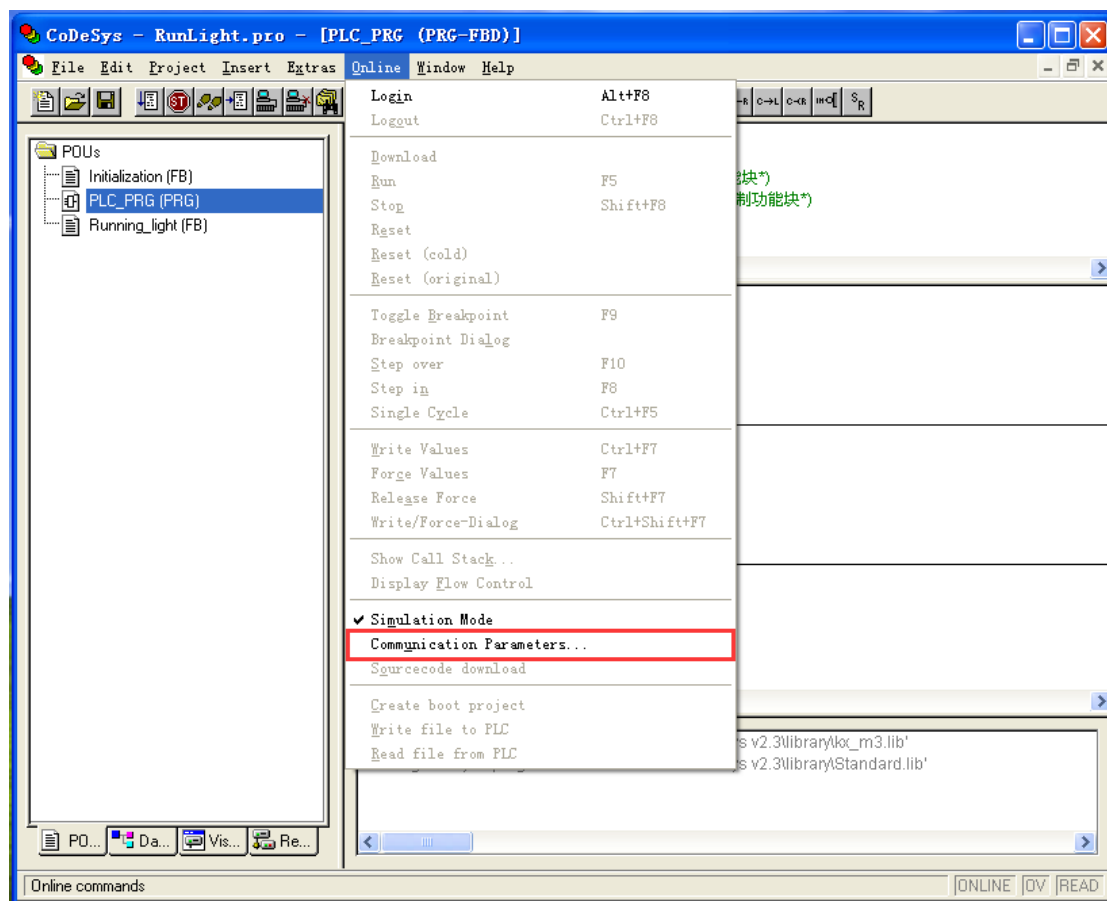 CoDeSys - RunLight.pro - [PLC_PRG (PRG-FBD)]
File Edit Project Insert Extras Online Window Help
Login Alt+F8
Logout Ctrl+F8
Download
Run F5
Stop Shift+F8
Reset
Reset (cold)
Reset (original)
Toggle Breakpoint F9
Breakpoint Dialog
Step over F10
Step in F8
Single Cycle Ctrl+F5
Write Values Ctrl+F7
Force Values F7
Release Force Shift+F7
Write/Force-Dialog Ctrl+Shift+F7
Show Call Stack...
Display Flow Control
Simulation Mode
Communication Parameters...
Sourcecode download
Create boot project
Write file to PLC
Read file from PLC
POUs
Initialization (FB)
PLC_PRG (PRG)
Running_light (FB)
块*)
制功能块*)
s v2.3\library\kx_m3.lib'
s v2.3\library\Standard.lib'
PO... Da... Vis... Re...
Online commands ONLINE OV READ